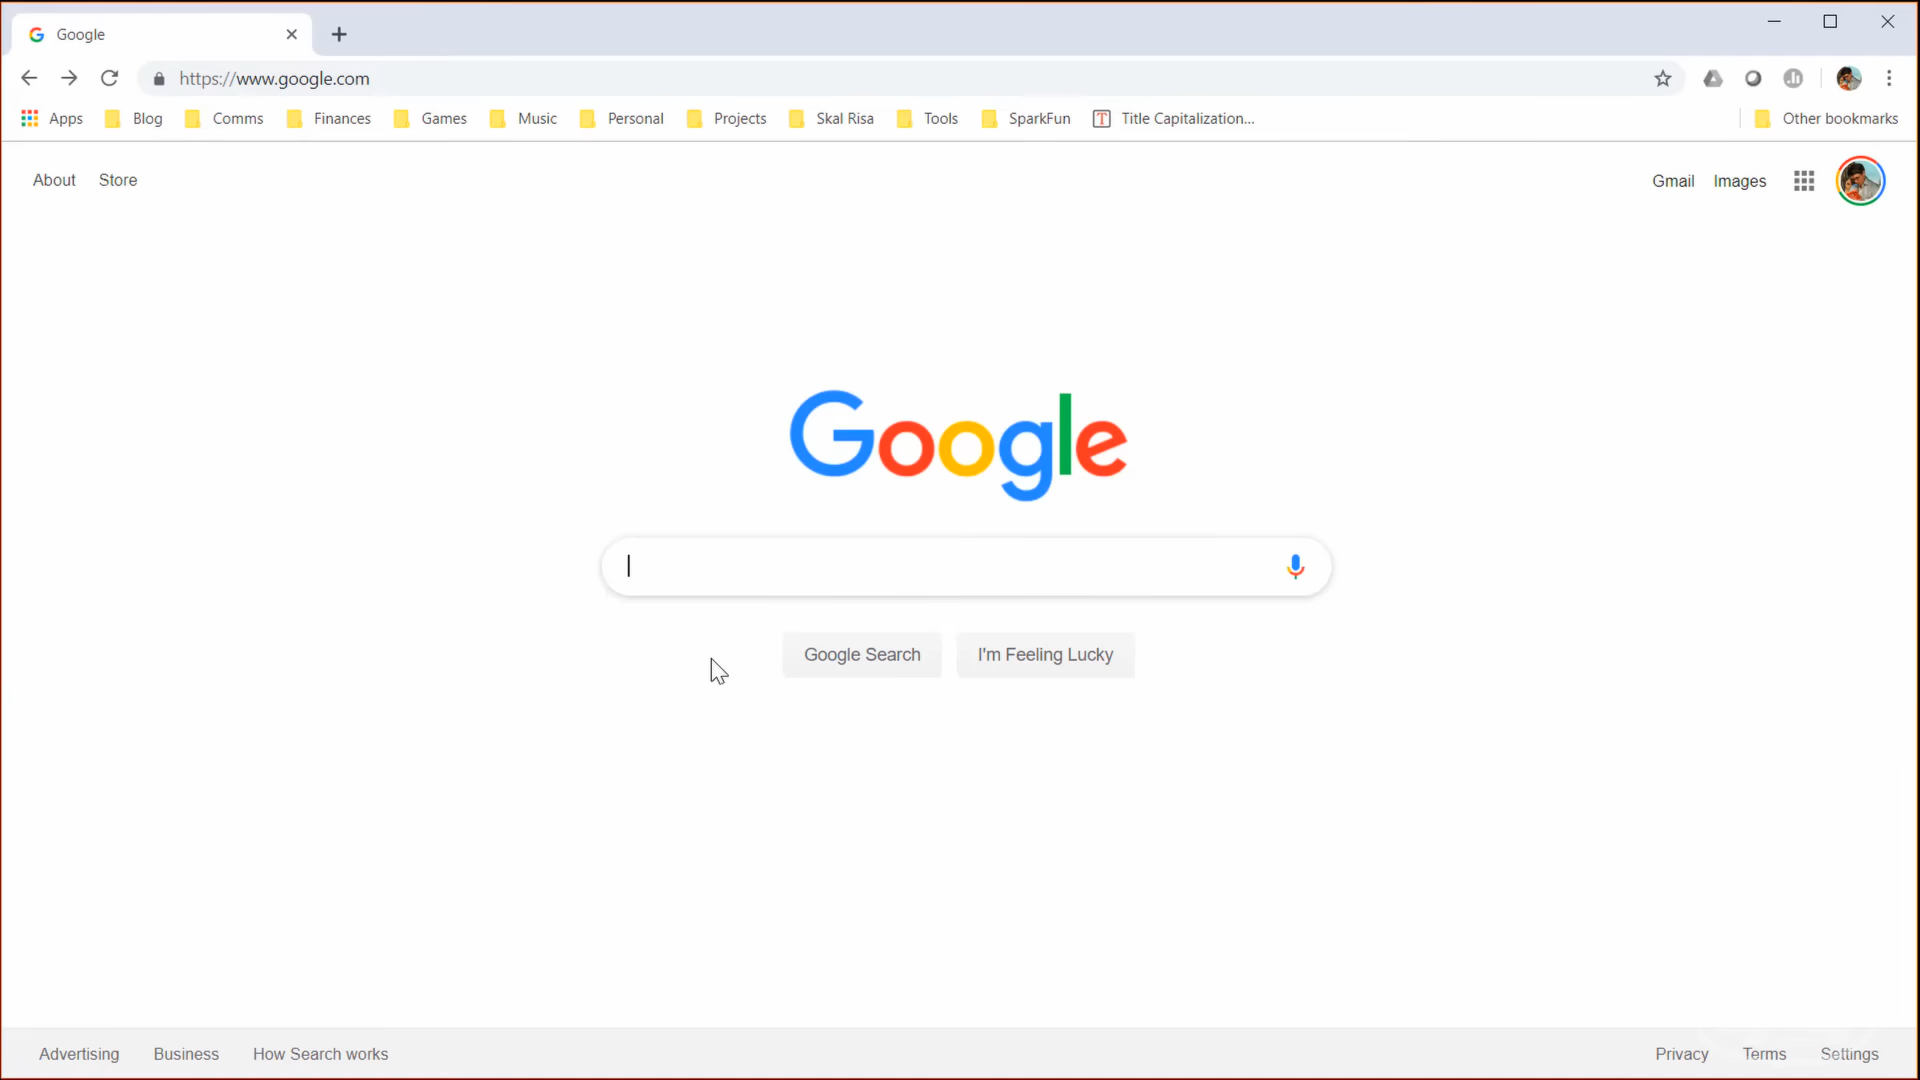 Google
https://www.google.com
Apps Blog Comms Finances Games Music Personal Projects Skal Risa Tools SparkFun T Title Capitalization... Other bookmarks
About Store Gmail Images
Google
Google Search I'm Feeling Lucky
Advertising Business How Search works Privacy Terms Settings